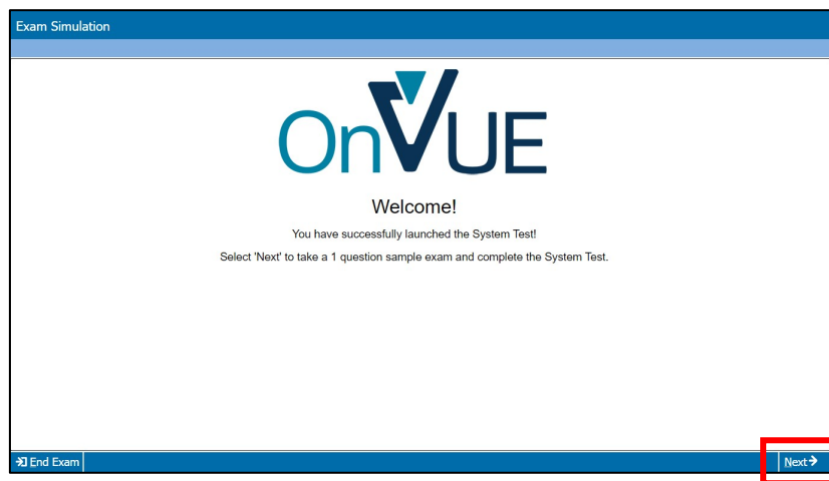 Exam Simulation
OnVUE
Welcome!
You have successfully launched the System Test!
Select 'Next' to take a 1 question sample exam and complete the System Test.
End Exam
Next